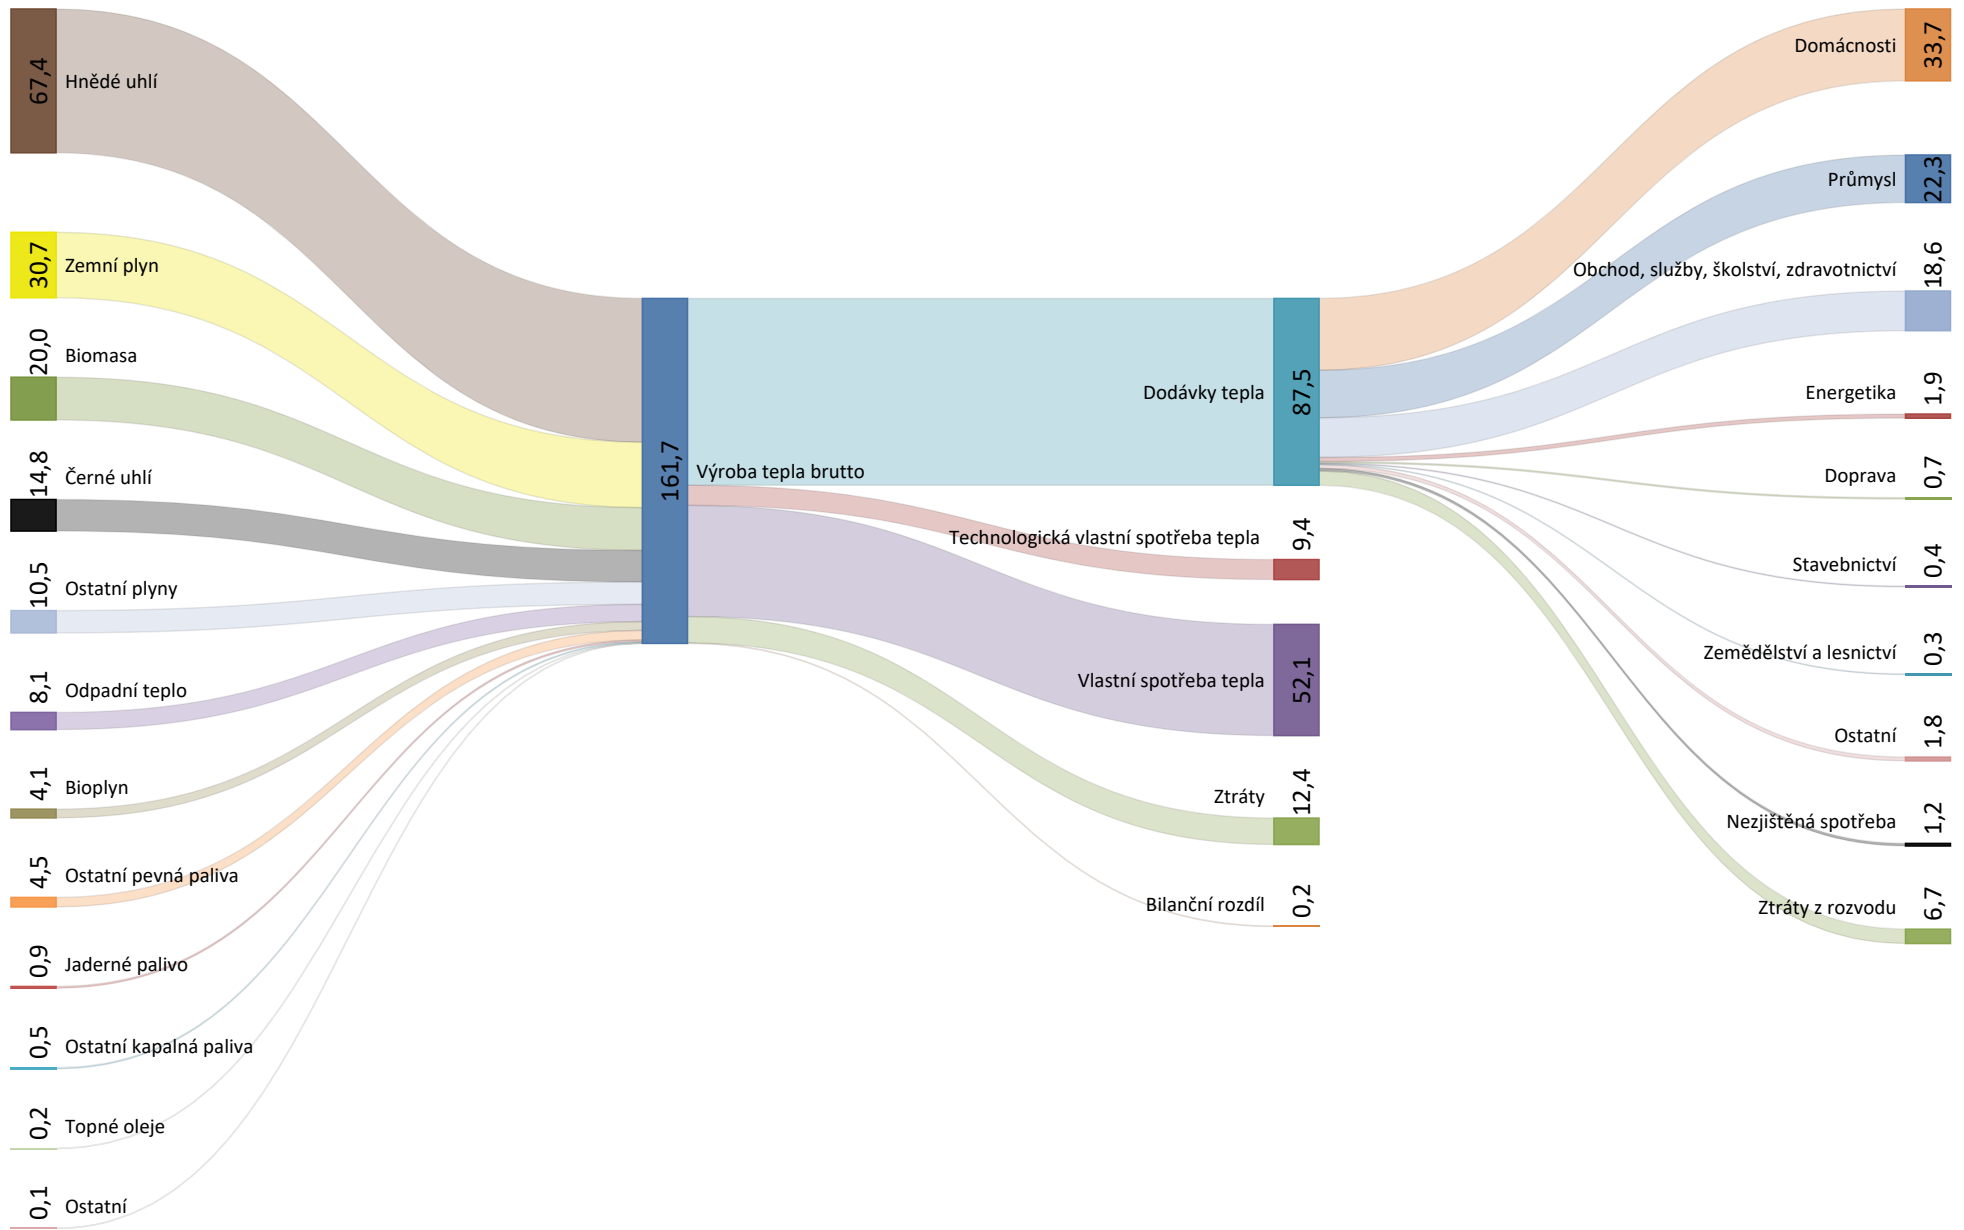 67,4
Hnědé uhlí
30,7
Zemní plyn
20,0
Biomasa
14,8
Černé uhlí
10,5
Ostatní plyny
8,1
Odpadní teplo
4,1
Bioplyn
4,5
Ostatní pevná paliva
0,9
Jaderné palivo
0,5
Ostatní kapalná paliva
0,2
Topné oleje
0,1
Ostatní
161,7
Výroba tepla brutto
Dodávky tepla
87,5
Technologická vlastní spotřeba tepla
9,4
Vlastní spotřeba tepla
52,1
Ztráty
12,4
Bilanční rozdíl
0,2
Domácnosti
33,7
Průmysl
22,3
Obchod, služby, školství, zdravotnictví
18,6
Energetika
1,9
Doprava
0,7
Stavebnictví
0,4
Zemědělství a lesnictví
0,3
Ostatní
1,8
Nezjištěná spotřeba
1,2
Ztráty z rozvodu
6,7